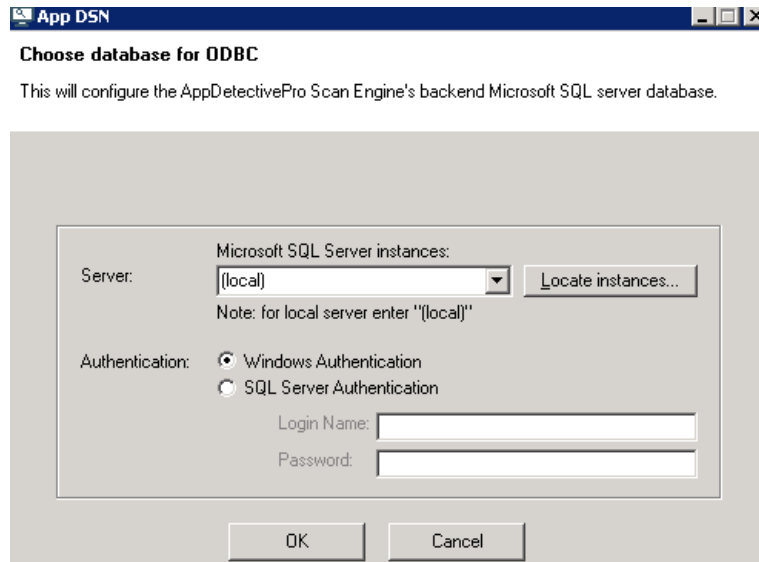 App DSN
Choose database for ODBC
This will configure the AppDetectivePro Scan Engine's backend Microsoft SQL server database.
Microsoft SQL Server instances:
Server:
(local)
Locate instances...
Note: for local server enter "(local)"
Authentication:
Windows Authentication
SQL Server Authentication
Login Name:
Password:
OK
Cancel